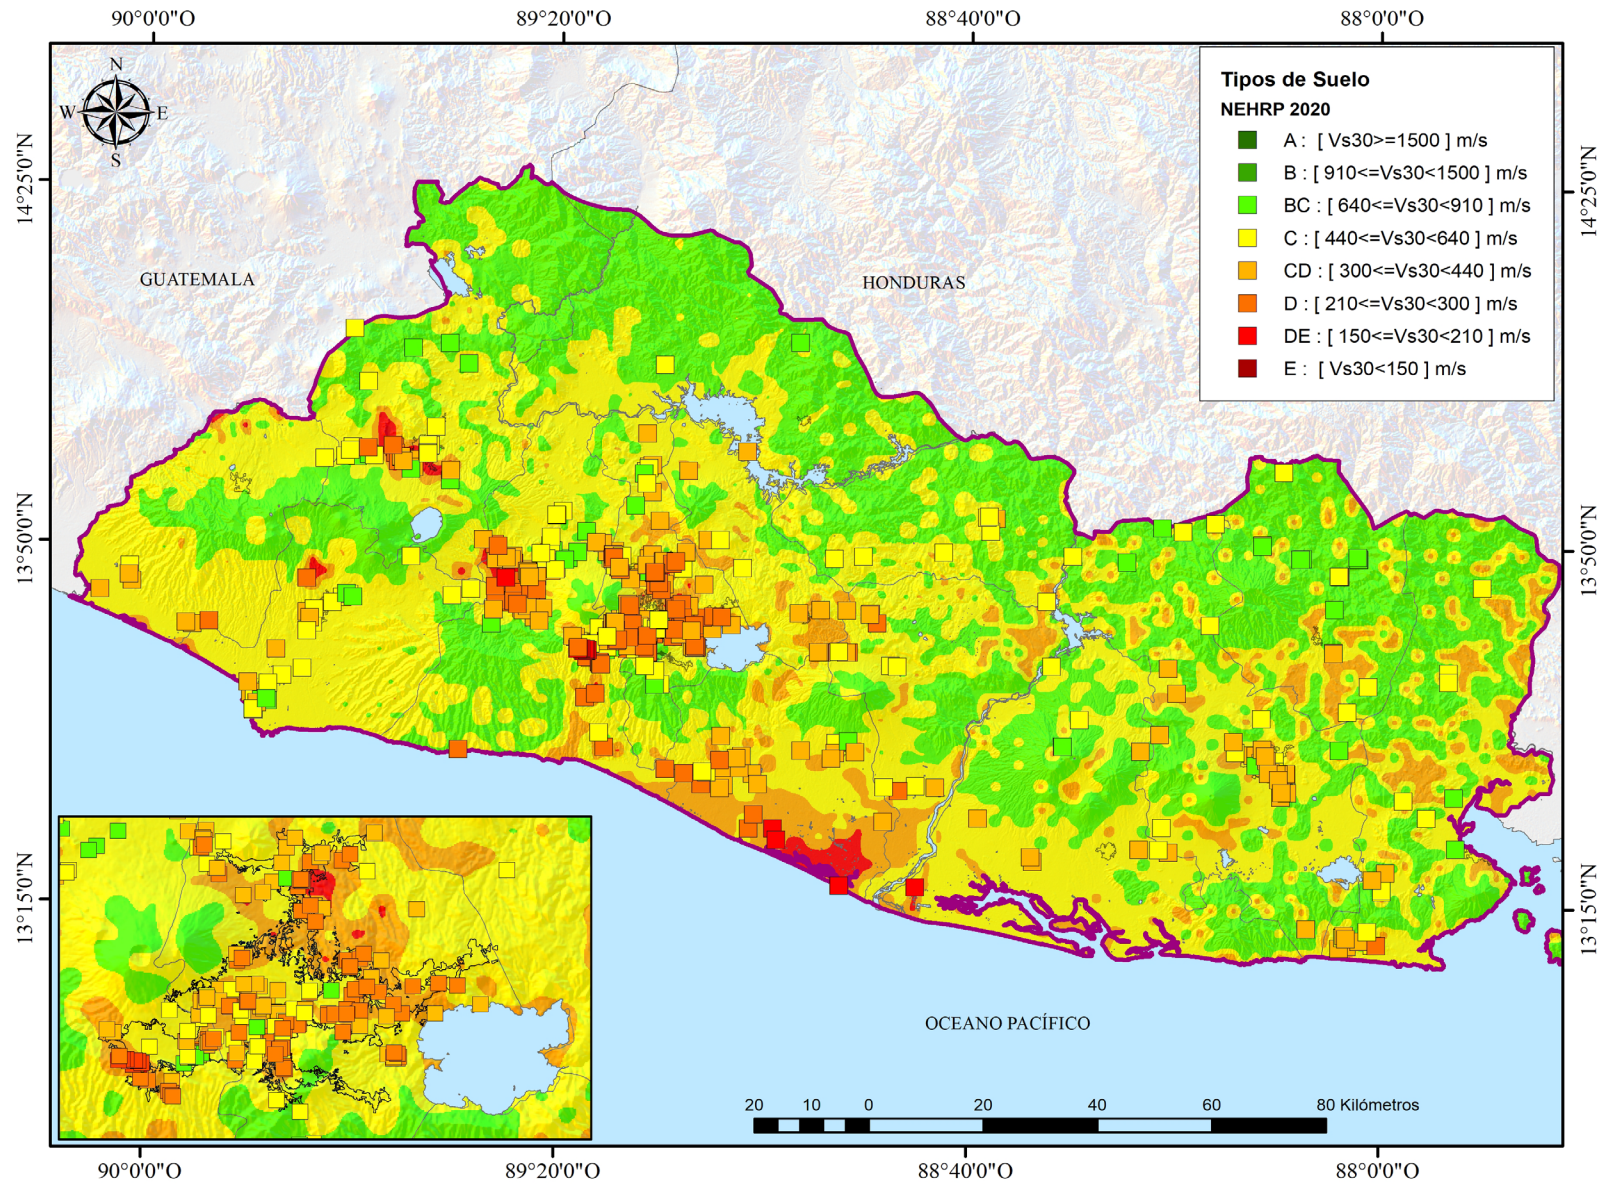 90°0'0"O 89°20'0"O 88°40'0"O 88°0'0"O
N
W E
S
14°25'0"N
14°25'0"N
13°50'0"N
13°50'0"N
13°15'0"N
13°15'0"N
Tipos de Suelo
NEHRP 2020
A : [ Vs30>=1500 ] m/s
B : [ 910<=Vs30<1500 ] m/s
BC : [ 640<=Vs30<910 ] m/s
C : [ 440<=Vs30<640 ] m/s
CD : [ 300<=Vs30<440 ] m/s
D : [ 210<=Vs30<300 ] m/s
DE : [ 150<=Vs30<210 ] m/s
E : [ Vs30<150 ] m/s
GUATEMALA
HONDURAS
OCEANO PACÍFICO
20 10 0 20 40 60 80 Kilómetros
90°0'0"O 89°20'0"O 88°40'0"O 88°0'0"O